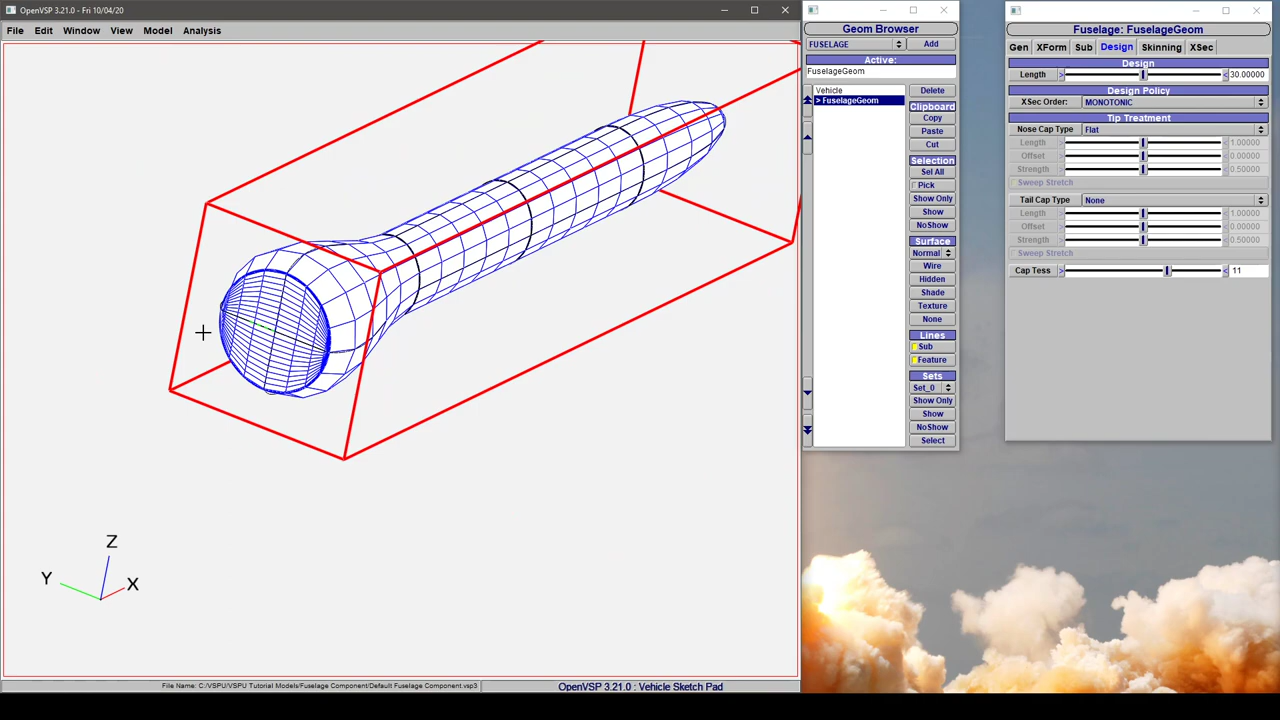 OpenVSP 3.21.0 - Fri 10/04/20
File Edit Window View Model Analysis
Z
Y
X
File Name: C:/VSPU/VSPU Tutorial Models/Fuselage Component/Default Fuselage Component.vsp3
OpenVSP 3.21.0 : Vehicle Sketch Pad
Geom Browser
FUSELAGE Add
Active:
FuselageGeom
Vehicle
> FuselageGeom
Delete
Clipboard
Copy
Paste
Cut
Selection
Sel All
Pick
Show Only
Show
NoShow
Surface
Normal
Wire
Hidden
Shade
Texture
None
Lines
Sub
Feature
Sets
Set_0
Show Only
Show
NoShow
Select
Fuselage: FuselageGeom
Gen XForm Sub Design Skinning XSec
Design
Length > < 30.00000
Design Policy
XSec Order: MONOTONIC
Tip Treatment
Nose Cap Type Flat
Length > < 1.00000
Offset > < 0.00000
Strength > < 0.50000
Sweep Stretch
Tail Cap Type None
Length > < 1.00000
Offset > < 0.00000
Strength > < 0.50000
Sweep Stretch
Cap Tess > < 11